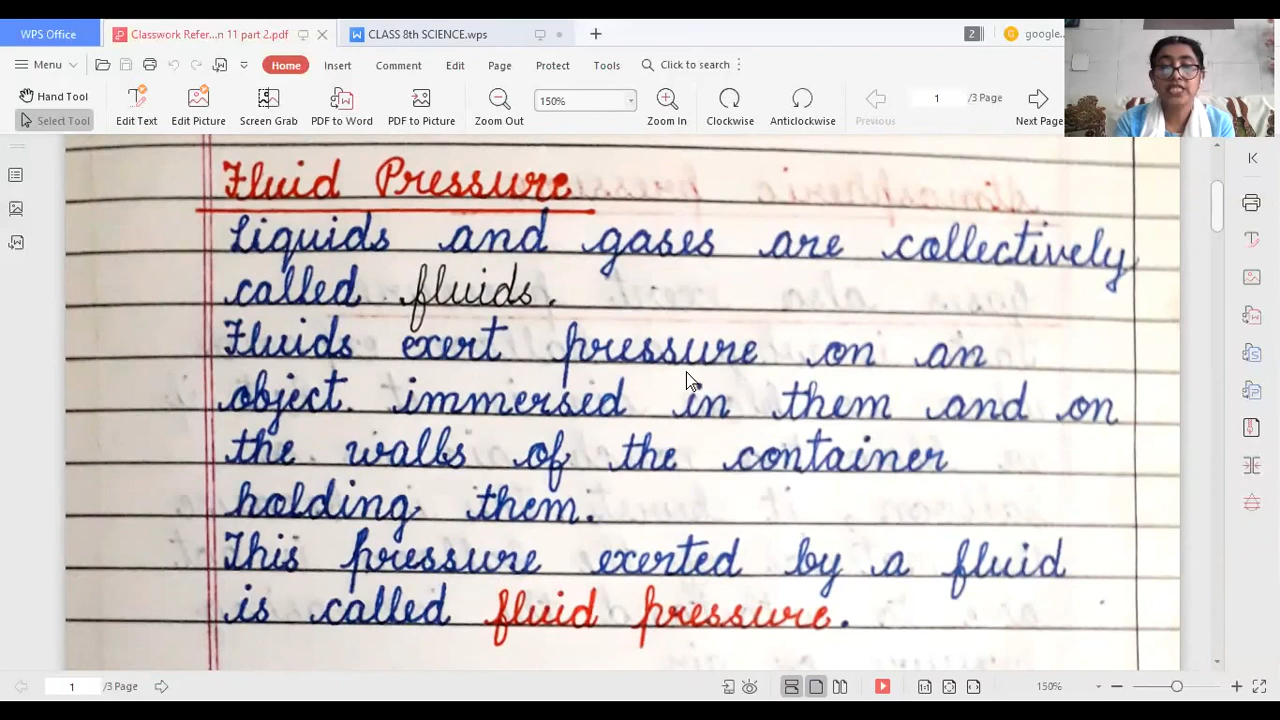 WPS Office
Classwork Refer...n 11 part 2.pdf
CLASS 8th SCIENCE.wps
2
google...
Menu
Home
Insert
Comment
Edit
Page
Protect
Tools
Click to search
Hand Tool
Select Tool
Edit Text
Edit Picture
Screen Grab
PDF to Word
PDF to Picture
Zoom Out
150%
Zoom In
Clockwise
Anticlockwise
Previous
1
/3 Page
Next Page
Fluid Pressure
Liquids and gases are collectively
called fluids.
Fluids exert pressure on an
object immersed in them and on
the walls of the container
holding them.
This pressure exerted by a fluid
is called fluid pressure.
1
/3 Page
150%